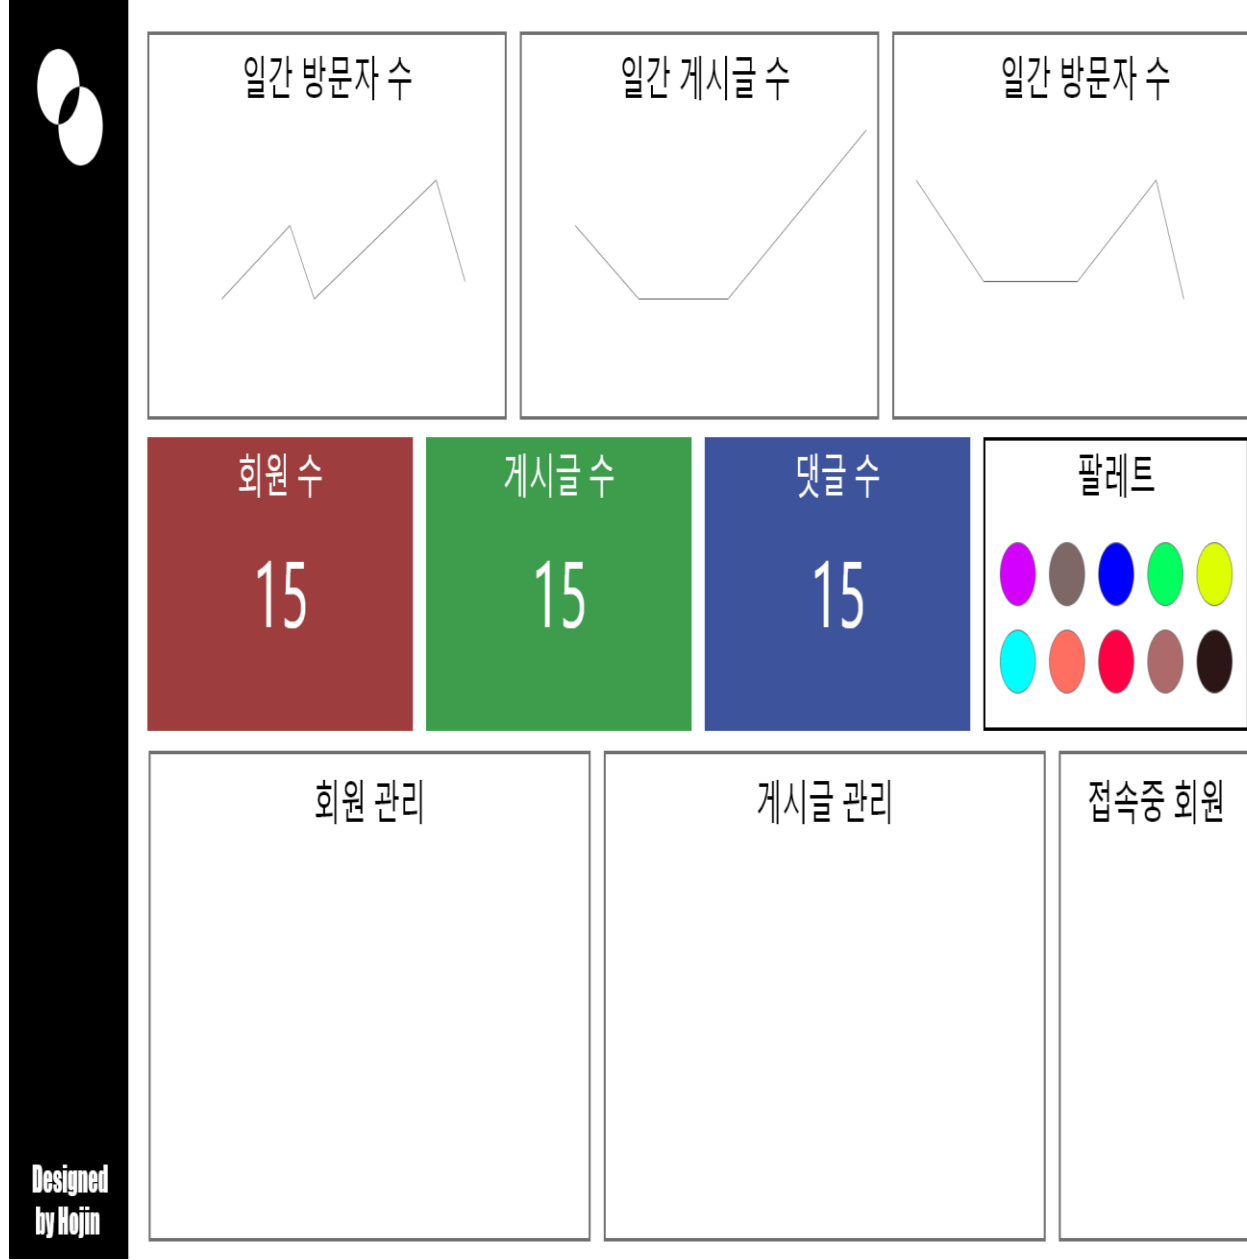 일간 방문자 수
일간 게시글 수
일간 방문자 수
회원 수
15
게시글 수
15
댓글 수
15
팔레트
회원 관리
게시글 관리
접속중 회원
Designed
by Hojin